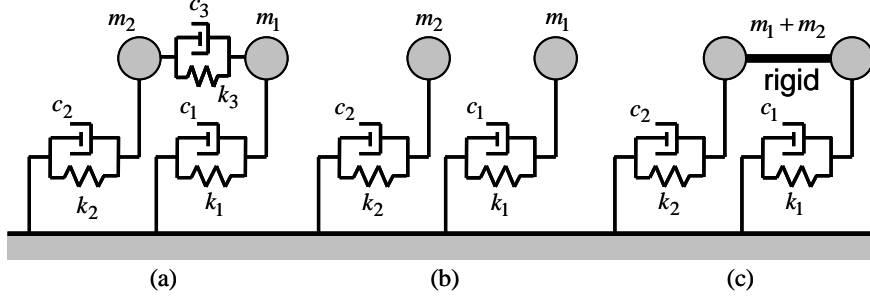 c₃
m₂ m₁
k₃
c₂ c₁
k₂ k₁
(a)
m₂ m₁
c₂ c₁
k₂ k₁
(b)
m₁ + m₂
rigid
c₂ c₁
k₂ k₁
(c)